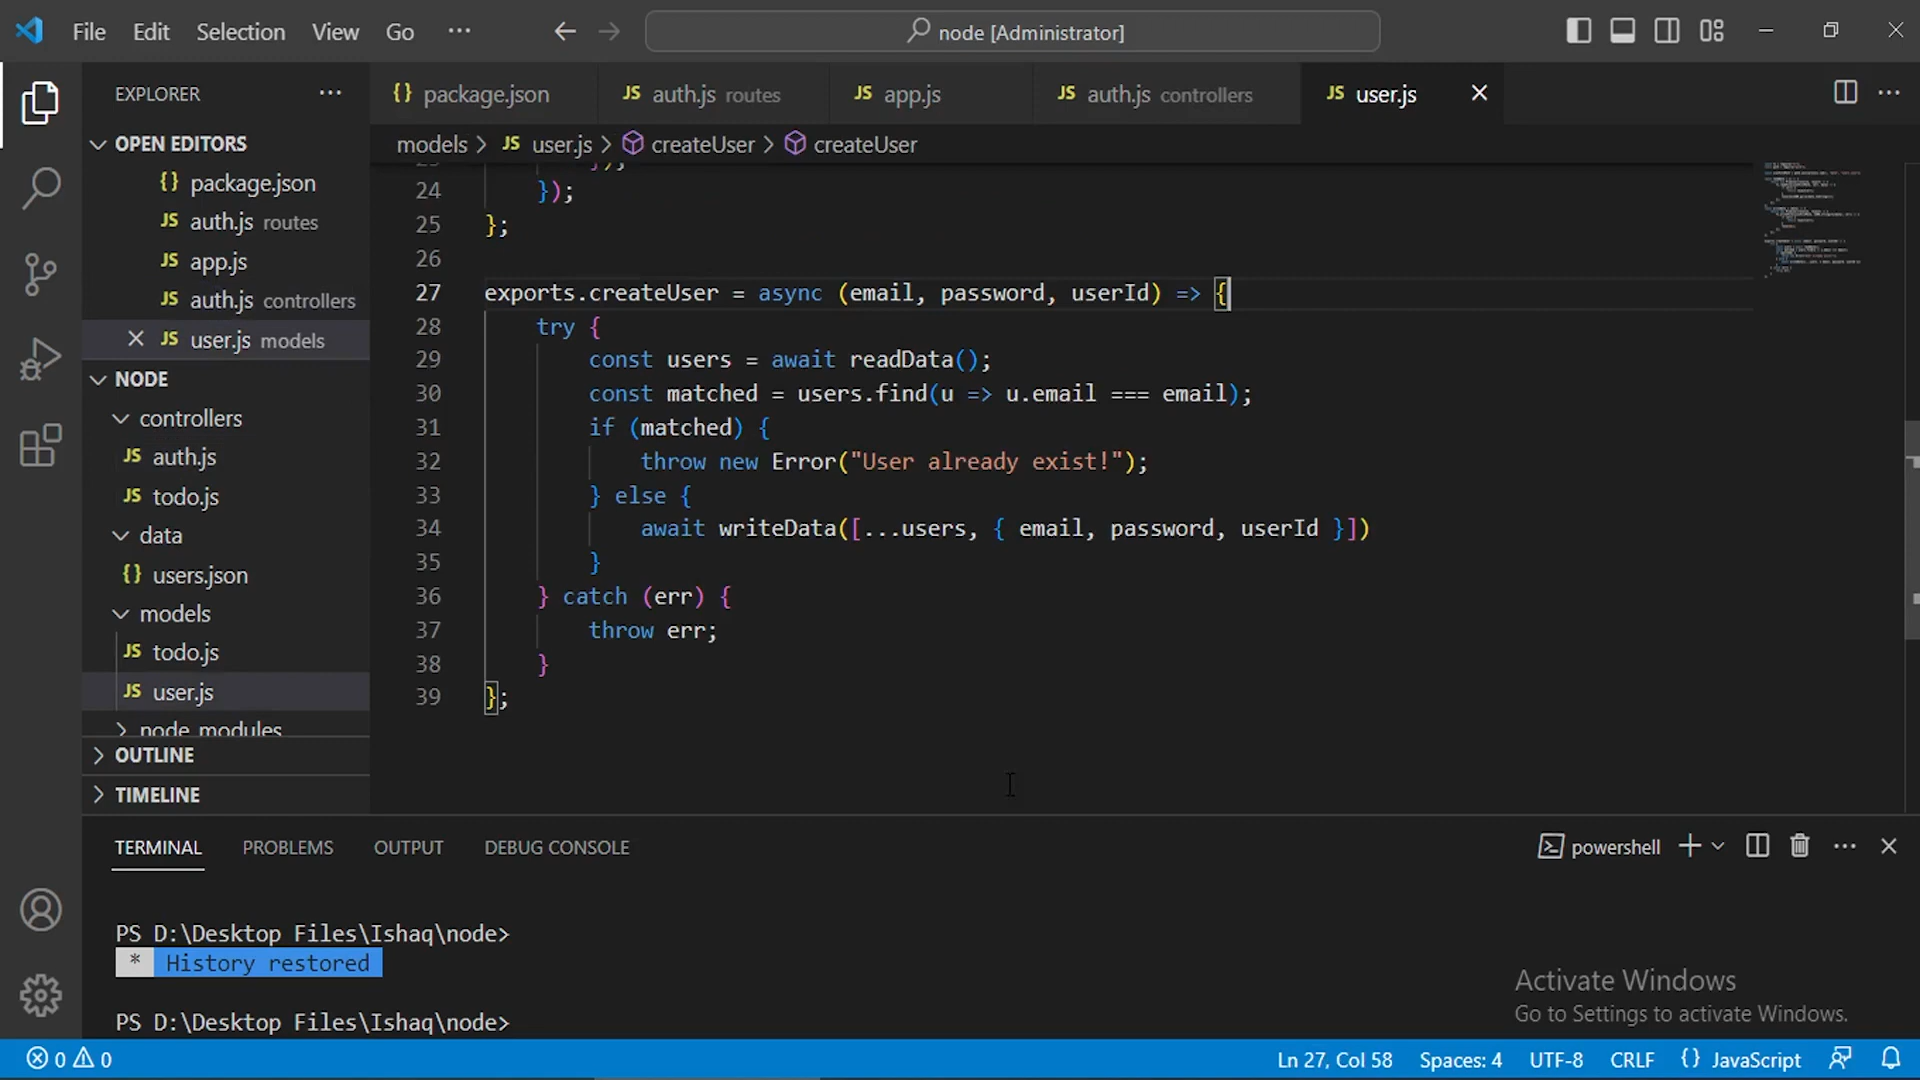 File Edit Selection View Go ··· node [Administrator]
EXPLORER ···
{} package.json JS auth.js routes JS app.js JS auth.js controllers JS user.js
OPEN EDITORS
{} package.json
JS auth.js routes
JS app.js
JS auth.js controllers
JS user.js models
NODE
controllers
JS auth.js
JS todo.js
data
{} users.json
models
JS todo.js
JS user.js
node_modules
OUTLINE
TIMELINE
models > JS user.js > createUser > createUser
24 });
25 };
26
27 exports.createUser = async (email, password, userId) => {
28 try {
29 const users = await readData();
30 const matched = users.find(u => u.email === email);
31 if (matched) {
32 throw new Error("User already exist!");
33 } else {
34 await writeData([...users, { email, password, userId }])
35 }
36 } catch (err) {
37 throw err;
38 }
39 };
TERMINAL PROBLEMS OUTPUT DEBUG CONSOLE powershell
PS D:\Desktop Files\Ishaq\node>
* History restored
PS D:\Desktop Files\Ishaq\node>
Activate Windows
Go to Settings to activate Windows.
0 0 Ln 27, Col 58 Spaces: 4 UTF-8 CRLF {} JavaScript